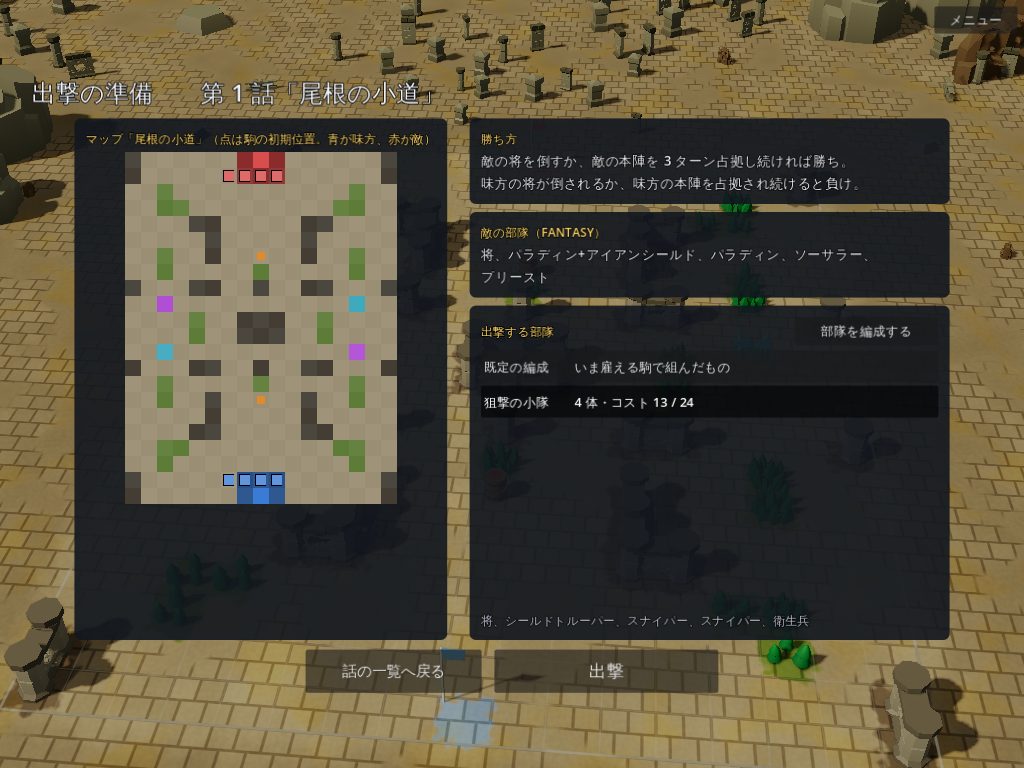 メニュー
出撃の準備 第 1 話「尾根の小道」
マップ「尾根の小道」（点は駒の初期位置。青が味方、赤が敵）
勝ち方
敵の将を倒すか、敵の本陣を 3 ターン占拠し続ければ勝ち。
味方の将が倒されるか、味方の本陣を占拠され続けると負け。
敵の部隊（FANTASY）
将、パラディン+アイアンシールド、パラディン、ソーサラー、
プリースト
出撃する部隊 部隊を編成する
既定の編成 いま雇える駒で組んだもの
狙撃の小隊 4 体・コスト 13 / 24
将、シールドトルーパー、スナイパー、スナイパー、衛生兵
話の一覧へ戻る 出撃